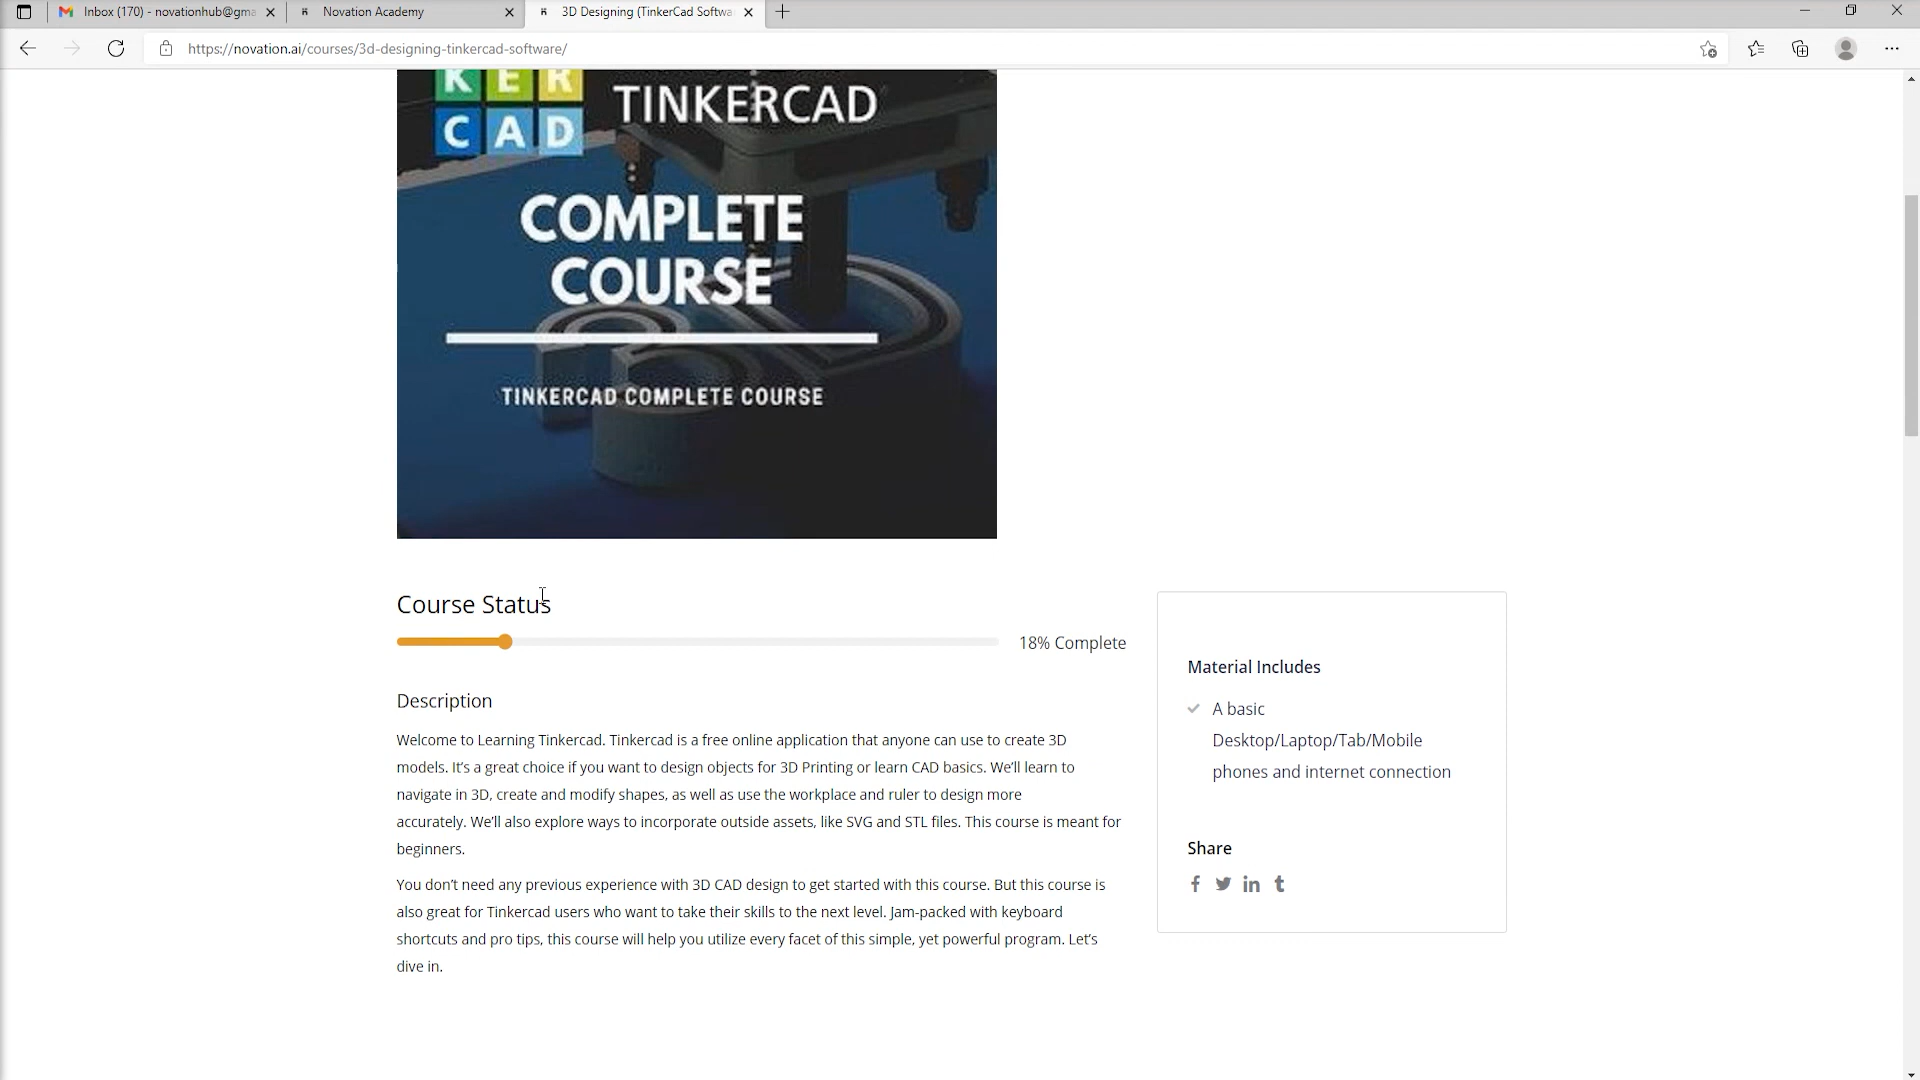 Inbox (170) - novationhub@gma
Novation Academy
3D Designing (TinkerCad Softwa
https://novation.ai/courses/3d-designing-tinkercad-software/
KER
CAD
TINKERCAD
COMPLETE
COURSE
TINKERCAD COMPLETE COURSE
Course Status
18% Complete
Description
Welcome to Learning Tinkercad. Tinkercad is a free online application that anyone can use to create 3D
models. It's a great choice if you want to design objects for 3D Printing or learn CAD basics. We'll learn to
navigate in 3D, create and modify shapes, as well as use the workplace and ruler to design more
accurately. We'll also explore ways to incorporate outside assets, like SVG and STL files. This course is meant for
beginners.
You don't need any previous experience with 3D CAD design to get started with this course. But this course is
also great for Tinkercad users who want to take their skills to the next level. Jam-packed with keyboard
shortcuts and pro tips, this course will help you utilize every facet of this simple, yet powerful program. Let's
dive in.
Material Includes
A basic
Desktop/Laptop/Tab/Mobile
phones and internet connection
Share